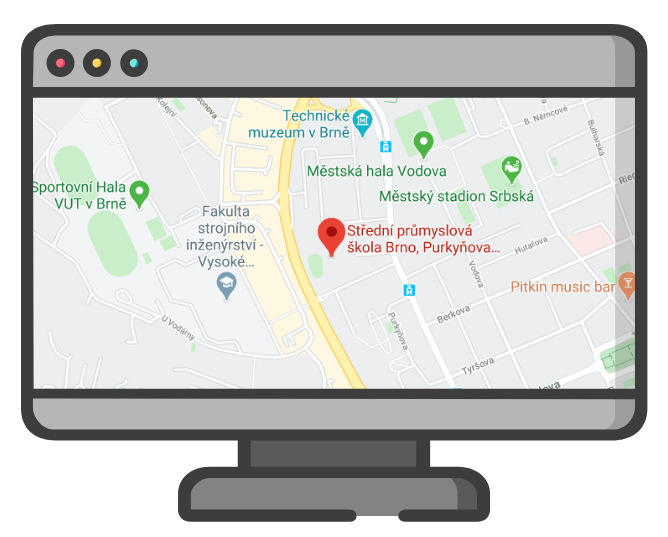 Kolejní
Technické
muzeum v Brně
B. Němcové
Bulharská
Městská hala Vodova
Městský stadion Srbská
Sportovní Hala
VUT v Brně
Fakulta
strojního
inženýrství -
Vysoké...
Střední průmyslová
škola Brno, Purkyňova...
Hutařova
Vodova
Pitkin music bar
U Vodárny
Purkyňova
Berkova
Tyršova